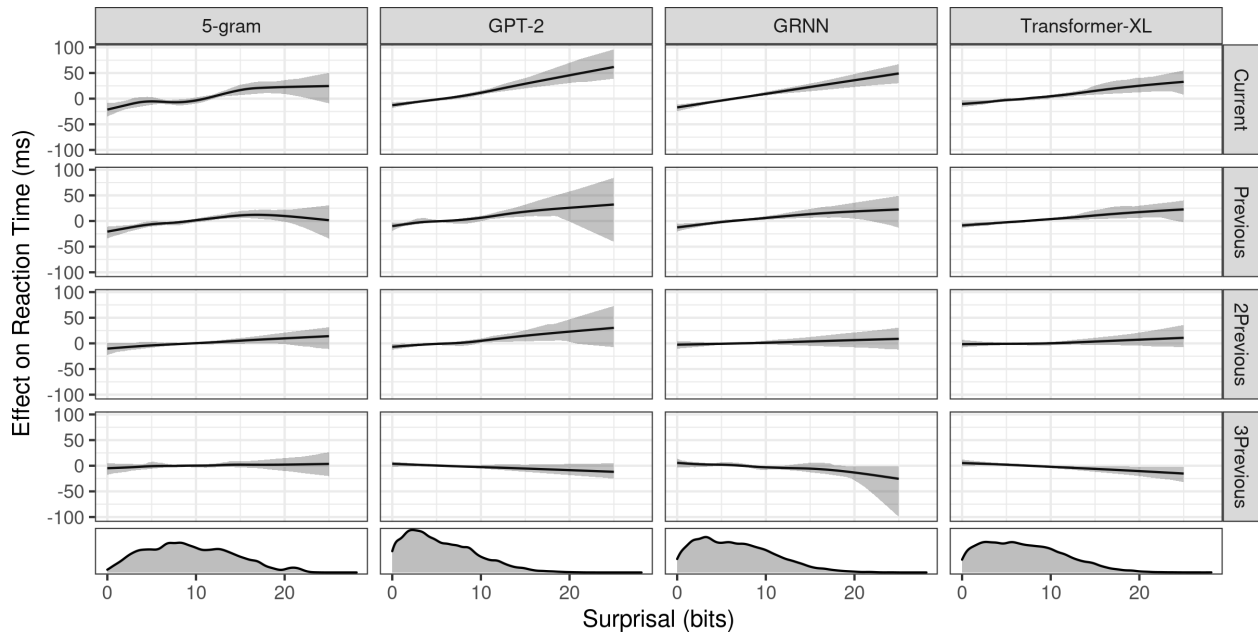 5-gram GPT-2 GRNN Transformer-XL
Effect on Reaction Time (ms)
100
50
0
-50
-100
Current
100
50
0
-50
-100
Previous
100
50
0
-50
-100
2Previous
100
50
0
-50
-100
3Previous
0 10 20 0 10 20 0 10 20 0 10 20
Surprisal (bits)